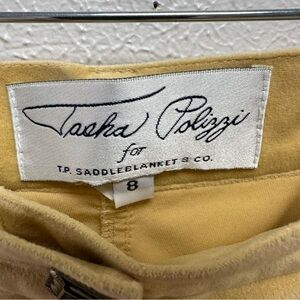 Tasha Polizzi
for
T.P. SADDLEBLANKET & CO.
8